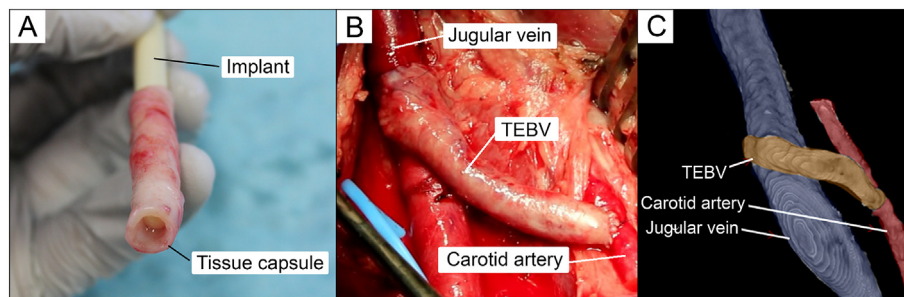 A
Implant
Tissue capsule
B
Jugular vein
TEBV
Carotid artery
C
TEBV
Carotid artery
Jugular vein